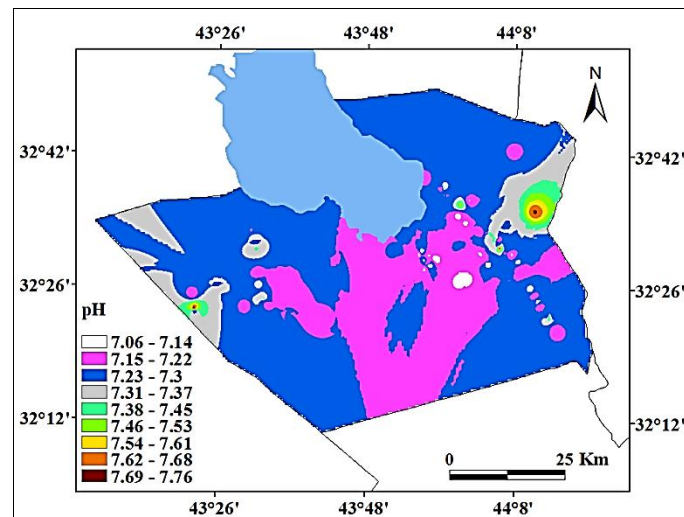 43°26' 43°48' 44°8'
N
32°42' 32°42'
32°26' 32°26'
pH
7.06 - 7.14
7.15 - 7.22
7.23 - 7.3
7.31 - 7.37
7.38 - 7.45
7.46 - 7.53
7.54 - 7.61
7.62 - 7.68
7.69 - 7.76
32°12' 32°12'
0 25 Km
43°26' 43°48' 44°8'